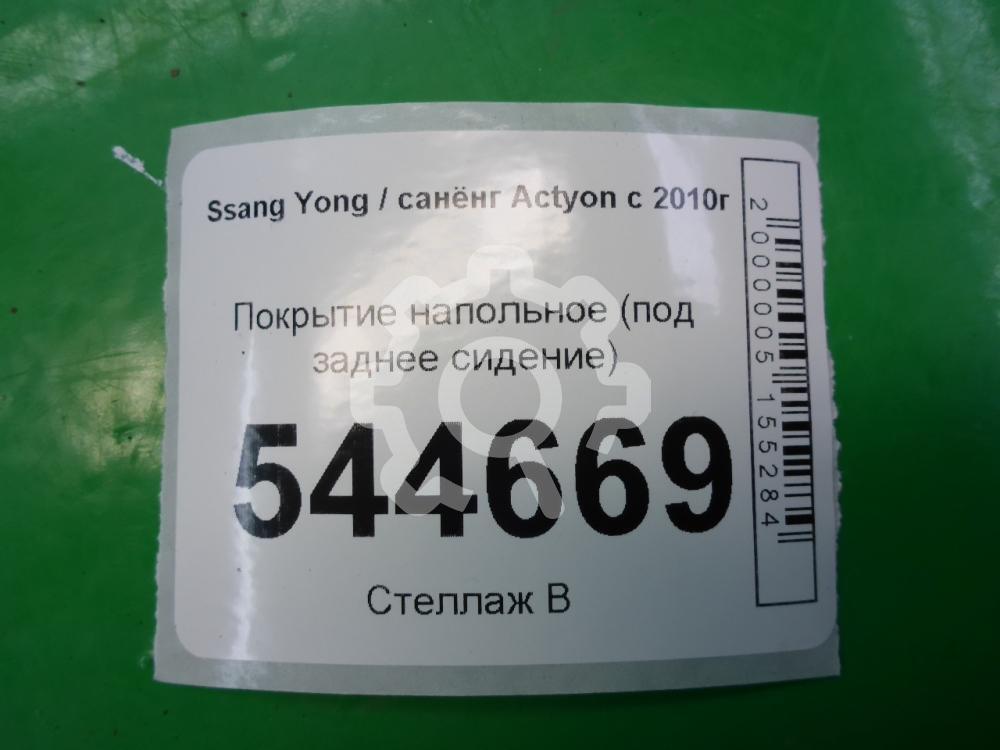 Ssang Yong / санёнг Actyon с 2010г
Покрытие напольное (под
заднее сидение)
544669
Стеллаж В
2000005155284